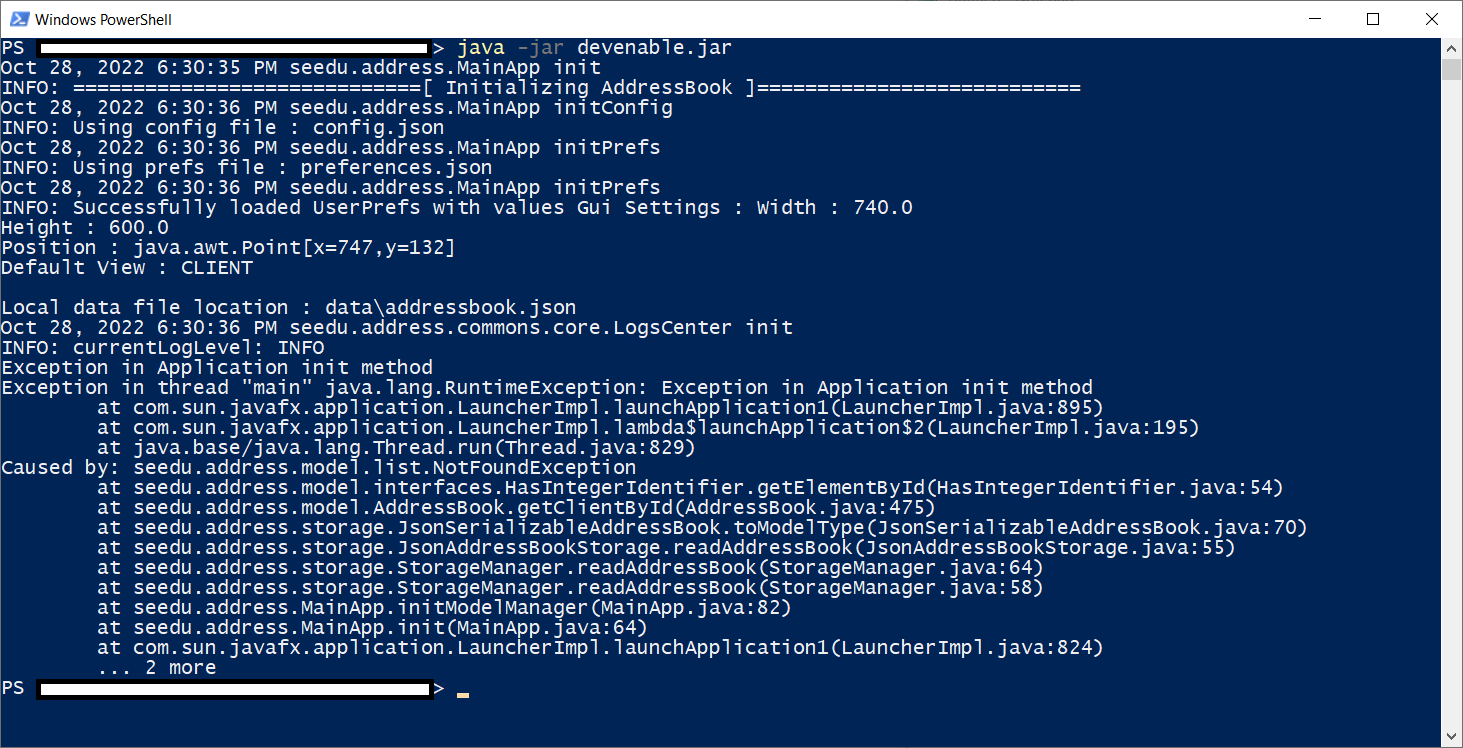 Windows PowerShell
PS > java -jar devenable.jar
Oct 28, 2022 6:30:35 PM seedu.address.MainApp init
INFO: =============================[ Initializing AddressBook ]===========================
Oct 28, 2022 6:30:36 PM seedu.address.MainApp initConfig
INFO: Using config file : config.json
Oct 28, 2022 6:30:36 PM seedu.address.MainApp initPrefs
INFO: Using prefs file : preferences.json
Oct 28, 2022 6:30:36 PM seedu.address.MainApp initPrefs
INFO: Successfully loaded UserPrefs with values Gui Settings : Width : 740.0
Height : 600.0
Position : java.awt.Point[x=747,y=132]
Default View : CLIENT
Local data file location : data\addressbook.json
Oct 28, 2022 6:30:36 PM seedu.address.commons.core.LogsCenter init
INFO: currentLogLevel: INFO
Exception in Application init method
Exception in thread "main" java.lang.RuntimeException: Exception in Application init method
        at com.sun.javafx.application.LauncherImpl.launchApplication1(LauncherImpl.java:895)
        at com.sun.javafx.application.LauncherImpl.lambda$launchApplication$2(LauncherImpl.java:195)
        at java.base/java.lang.Thread.run(Thread.java:829)
Caused by: seedu.address.model.list.NotFoundException
        at seedu.address.model.interfaces.HasIntegerIdentifier.getElementById(HasIntegerIdentifier.java:54)
        at seedu.address.model.AddressBook.getClientById(AddressBook.java:475)
        at seedu.address.storage.JsonSerializableAddressBook.toModelType(JsonSerializableAddressBook.java:70)
        at seedu.address.storage.JsonAddressBookStorage.readAddressBook(JsonAddressBookStorage.java:55)
        at seedu.address.storage.StorageManager.readAddressBook(StorageManager.java:64)
        at seedu.address.storage.StorageManager.readAddressBook(StorageManager.java:58)
        at seedu.address.MainApp.initModelManager(MainApp.java:82)
        at seedu.address.MainApp.init(MainApp.java:64)
        at com.sun.javafx.application.LauncherImpl.launchApplication1(LauncherImpl.java:824)
        ... 2 more
PS >